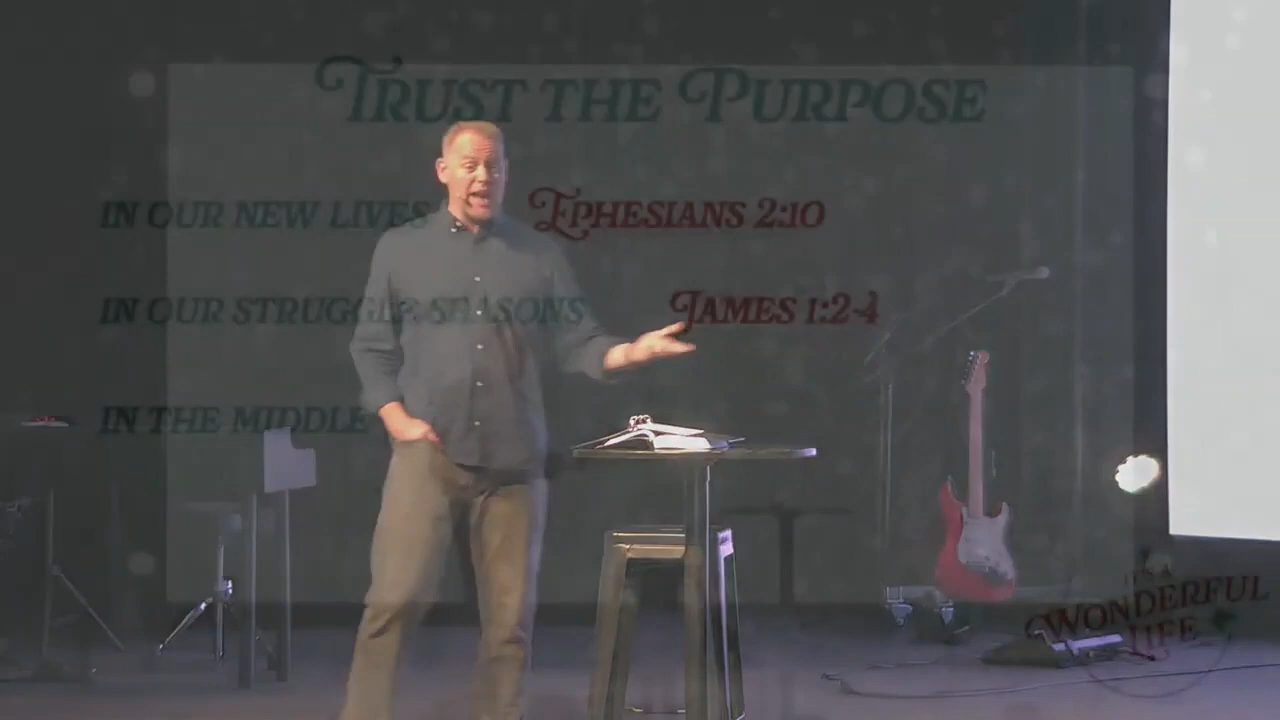 TRUST THE PURPOSE
IN OUR NEW LIVES EPHESIANS 2:10
IN OUR STRUGGLE SEASONS JAMES 1:2-4
IN THE MIDDLE
WONDERFUL
LIFE